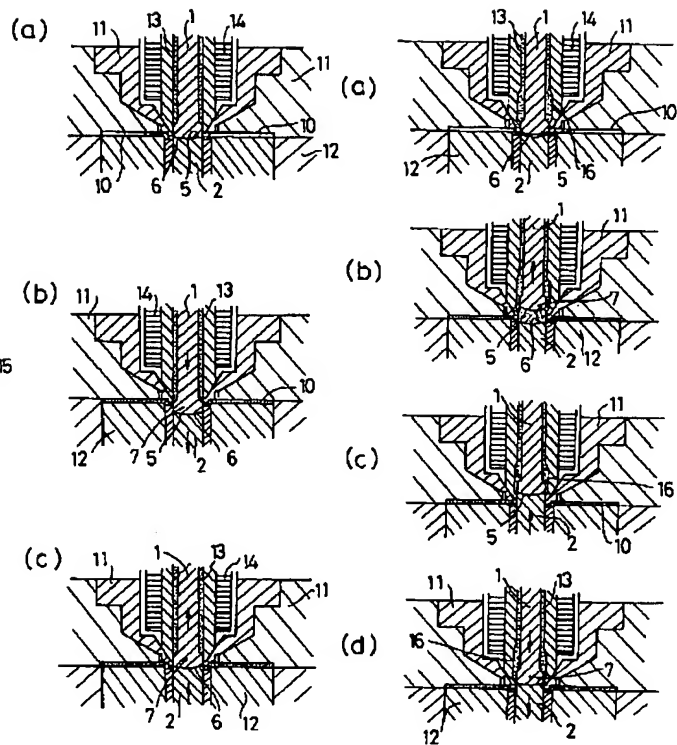 (a) 11 13 1 14 11
10 6 5 2 10 12
(b) 11 14 1 13 10
15 12 7 5 2 6
(c) 11 1 13 14 11
7 2 6 12
(a) 13 1 14 11 10
12 6 2 5 16
(b) 1 11 7
5 6 2 12
(c) 1 11 16
5 2 10
(d) 11 1 13
16 7 12 2